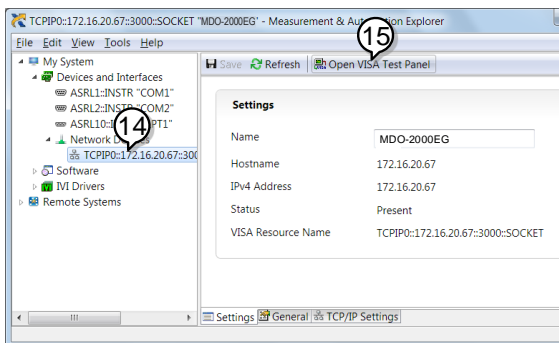 TCPIP0::172.16.20.67::3000::SOCKET "MDO-2000EG" - Measurement & Automation Explorer
15
File Edit View Tools Help
Save Refresh Open VISA Test Panel
My System
Devices and Interfaces
ASRL1::INSTR "COM1"
ASRL2::INSTR "COM2"
ASRL10:: "LPT1"
14
Network
TCPIP0::172.16.20.67::300
Software
IVI Drivers
Remote Systems
Settings
Name MDO-2000EG
Hostname 172.16.20.67
IPv4 Address 172.16.20.67
Status Present
VISA Resource Name TCPIP0::172.16.20.67::3000::SOCKET
Settings General TCP/IP Settings